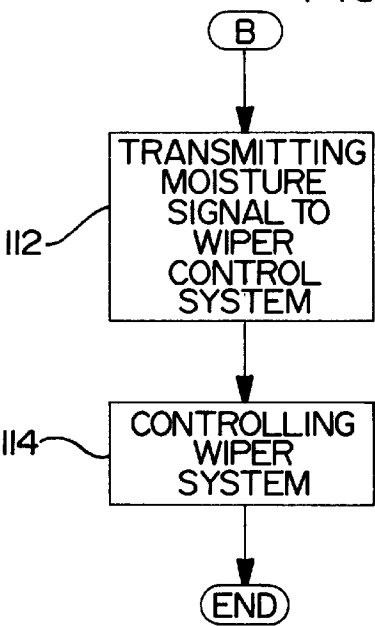 B
TRANSMITTING
MOISTURE
SIGNAL TO
WIPER
CONTROL
SYSTEM
112
CONTROLLING
WIPER
SYSTEM
114
END